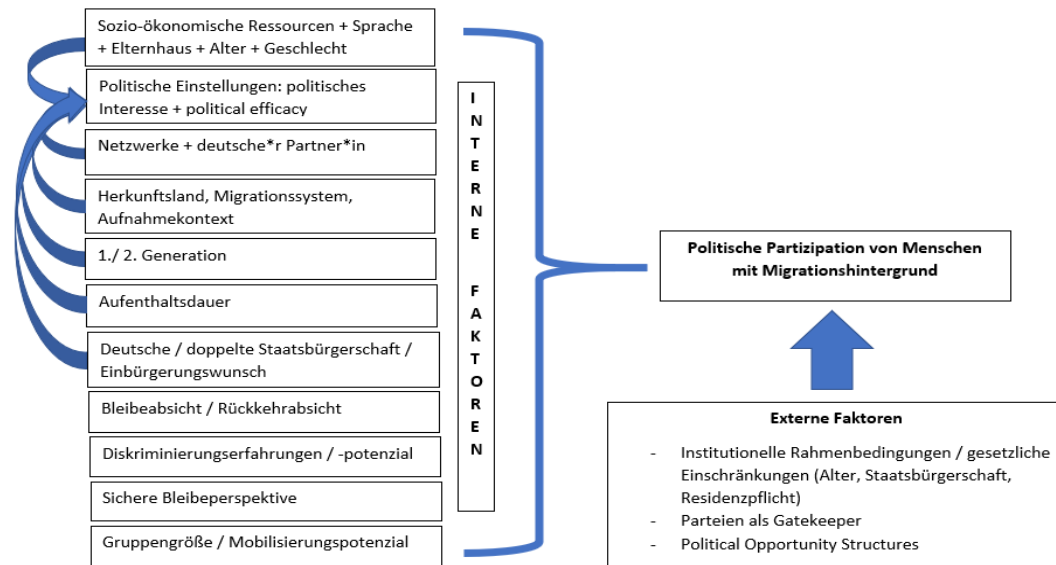 Sozio-ökonomische Ressourcen + Sprache
+ Elternhaus + Alter + Geschlecht
Politische Einstellungen: politisches
Interesse + political efficacy
Netzwerke + deutsche*r Partner*in
Herkunftsland, Migrationssystem,
Aufnahmekontext
1./ 2. Generation
Aufenthaltsdauer
Deutsche / doppelte Staatsbürgerschaft /
Einbürgerungswunsch
Bleibeabsicht / Rückkehrabsicht
Diskriminierungserfahrungen / -potenzial
Sichere Bleibeperspektive
Gruppengröße / Mobilisierungspotenzial
INTERNE FAKTOREN
Politische Partizipation von Menschen
mit Migrationshintergrund
Externe Faktoren
- Institutionelle Rahmenbedingungen / gesetzliche
Einschränkungen (Alter, Staatsbürgerschaft,
Residenzpflicht)
- Parteien als Gatekeeper
- Political Opportunity Structures